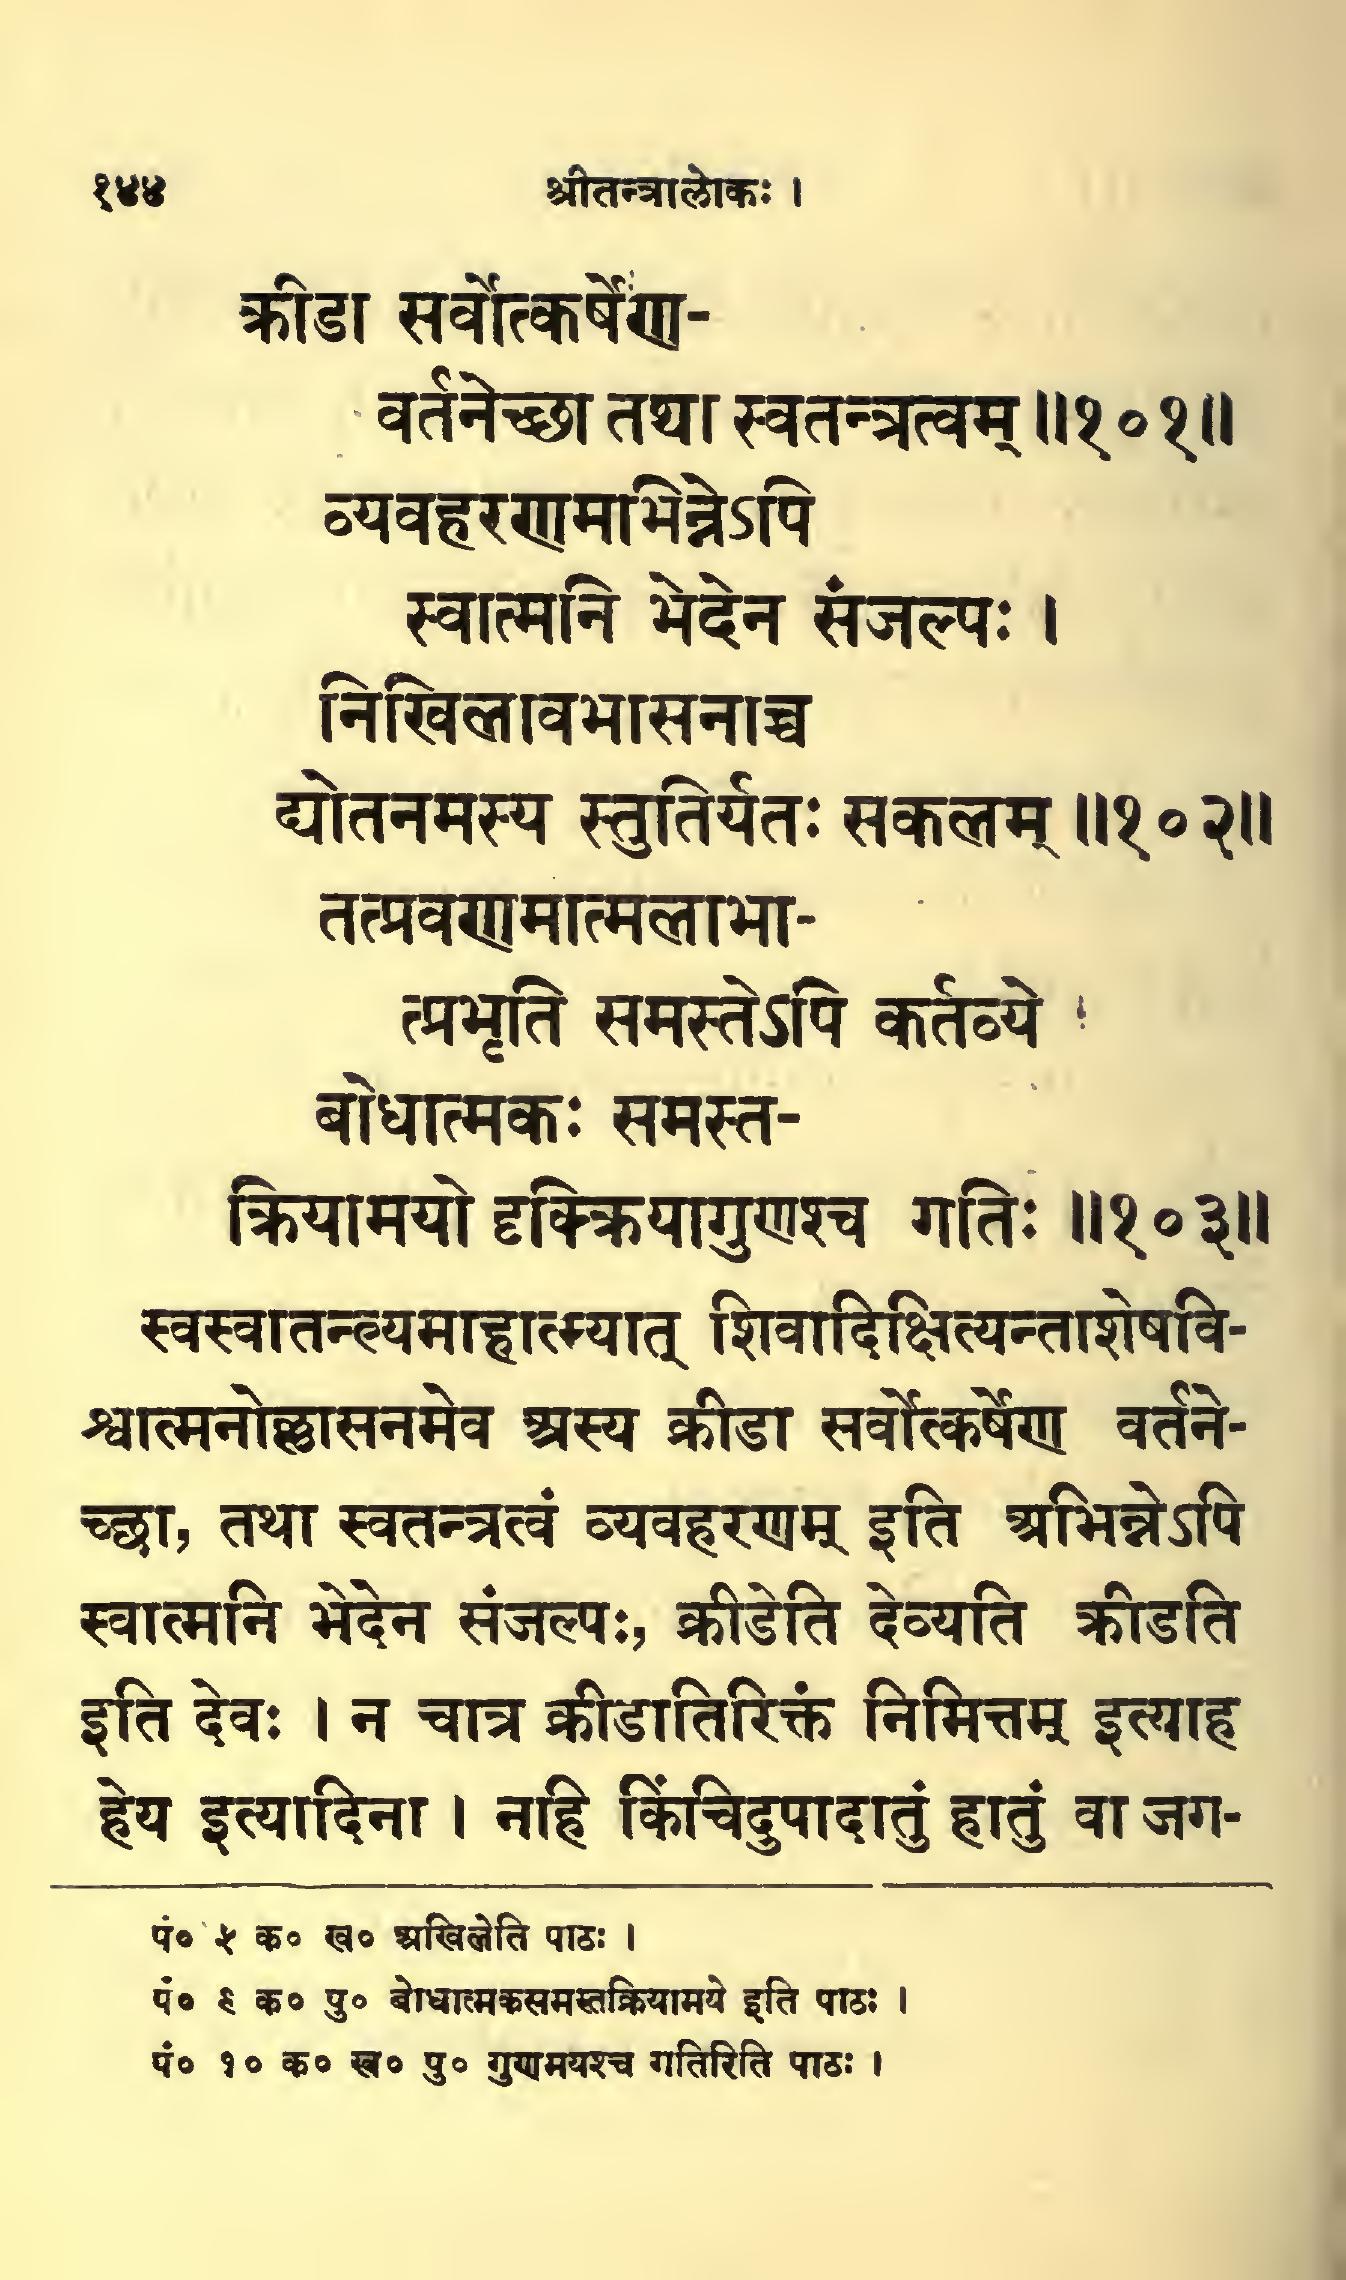 १४४ श्रीतन्त्रालोकः ।
क्रीडा सर्वोत्कर्षेण-
वर्तनेच्छा तथा स्वतन्त्रत्वम् ॥१०१॥
व्यवहरणमभिन्नेऽपि
स्वात्मनि भेदेन संजल्पः ।
निखिलावभासनाच्च
द्योतनमस्य स्तुतिर्यतः सकलम् ॥१०२॥
तत्प्रवणमात्मलाभा-
त्प्रभृति समस्तेऽपि कर्तव्ये ।
बोधात्मकः समस्त-
क्रियामयो दृक्क्रियागुणश्च गतिः ॥१०३॥
स्वस्वातन्त्र्यमाहात्म्यात् शिवादिक्षित्यन्ताशेषवि-
श्वात्मनोल्लासनमेव अस्य क्रीडा सर्वोत्कर्षेण वर्तने-
च्छा, तथा स्वतन्त्रत्वं व्यवहरणम् इति अभिन्नेऽपि
स्वात्मनि भेदेन संजल्पः, क्रीडेति देव्यति क्रीडति
इति देवः । न चात्र क्रीडातिरिक्तं निमित्तम् इत्याह
हेय इत्यादिना । नाहि किंचिदुपादातुं हातुं वा जग-
पं० ५ क० ख० अखिलेति पाठः ।
पं० ९ क० पु० बोधात्मकसमस्तक्रियामये इति पाठः ।
पं० १० क० ख० पु० गुणमयश्च गतिरिति पाठः ।